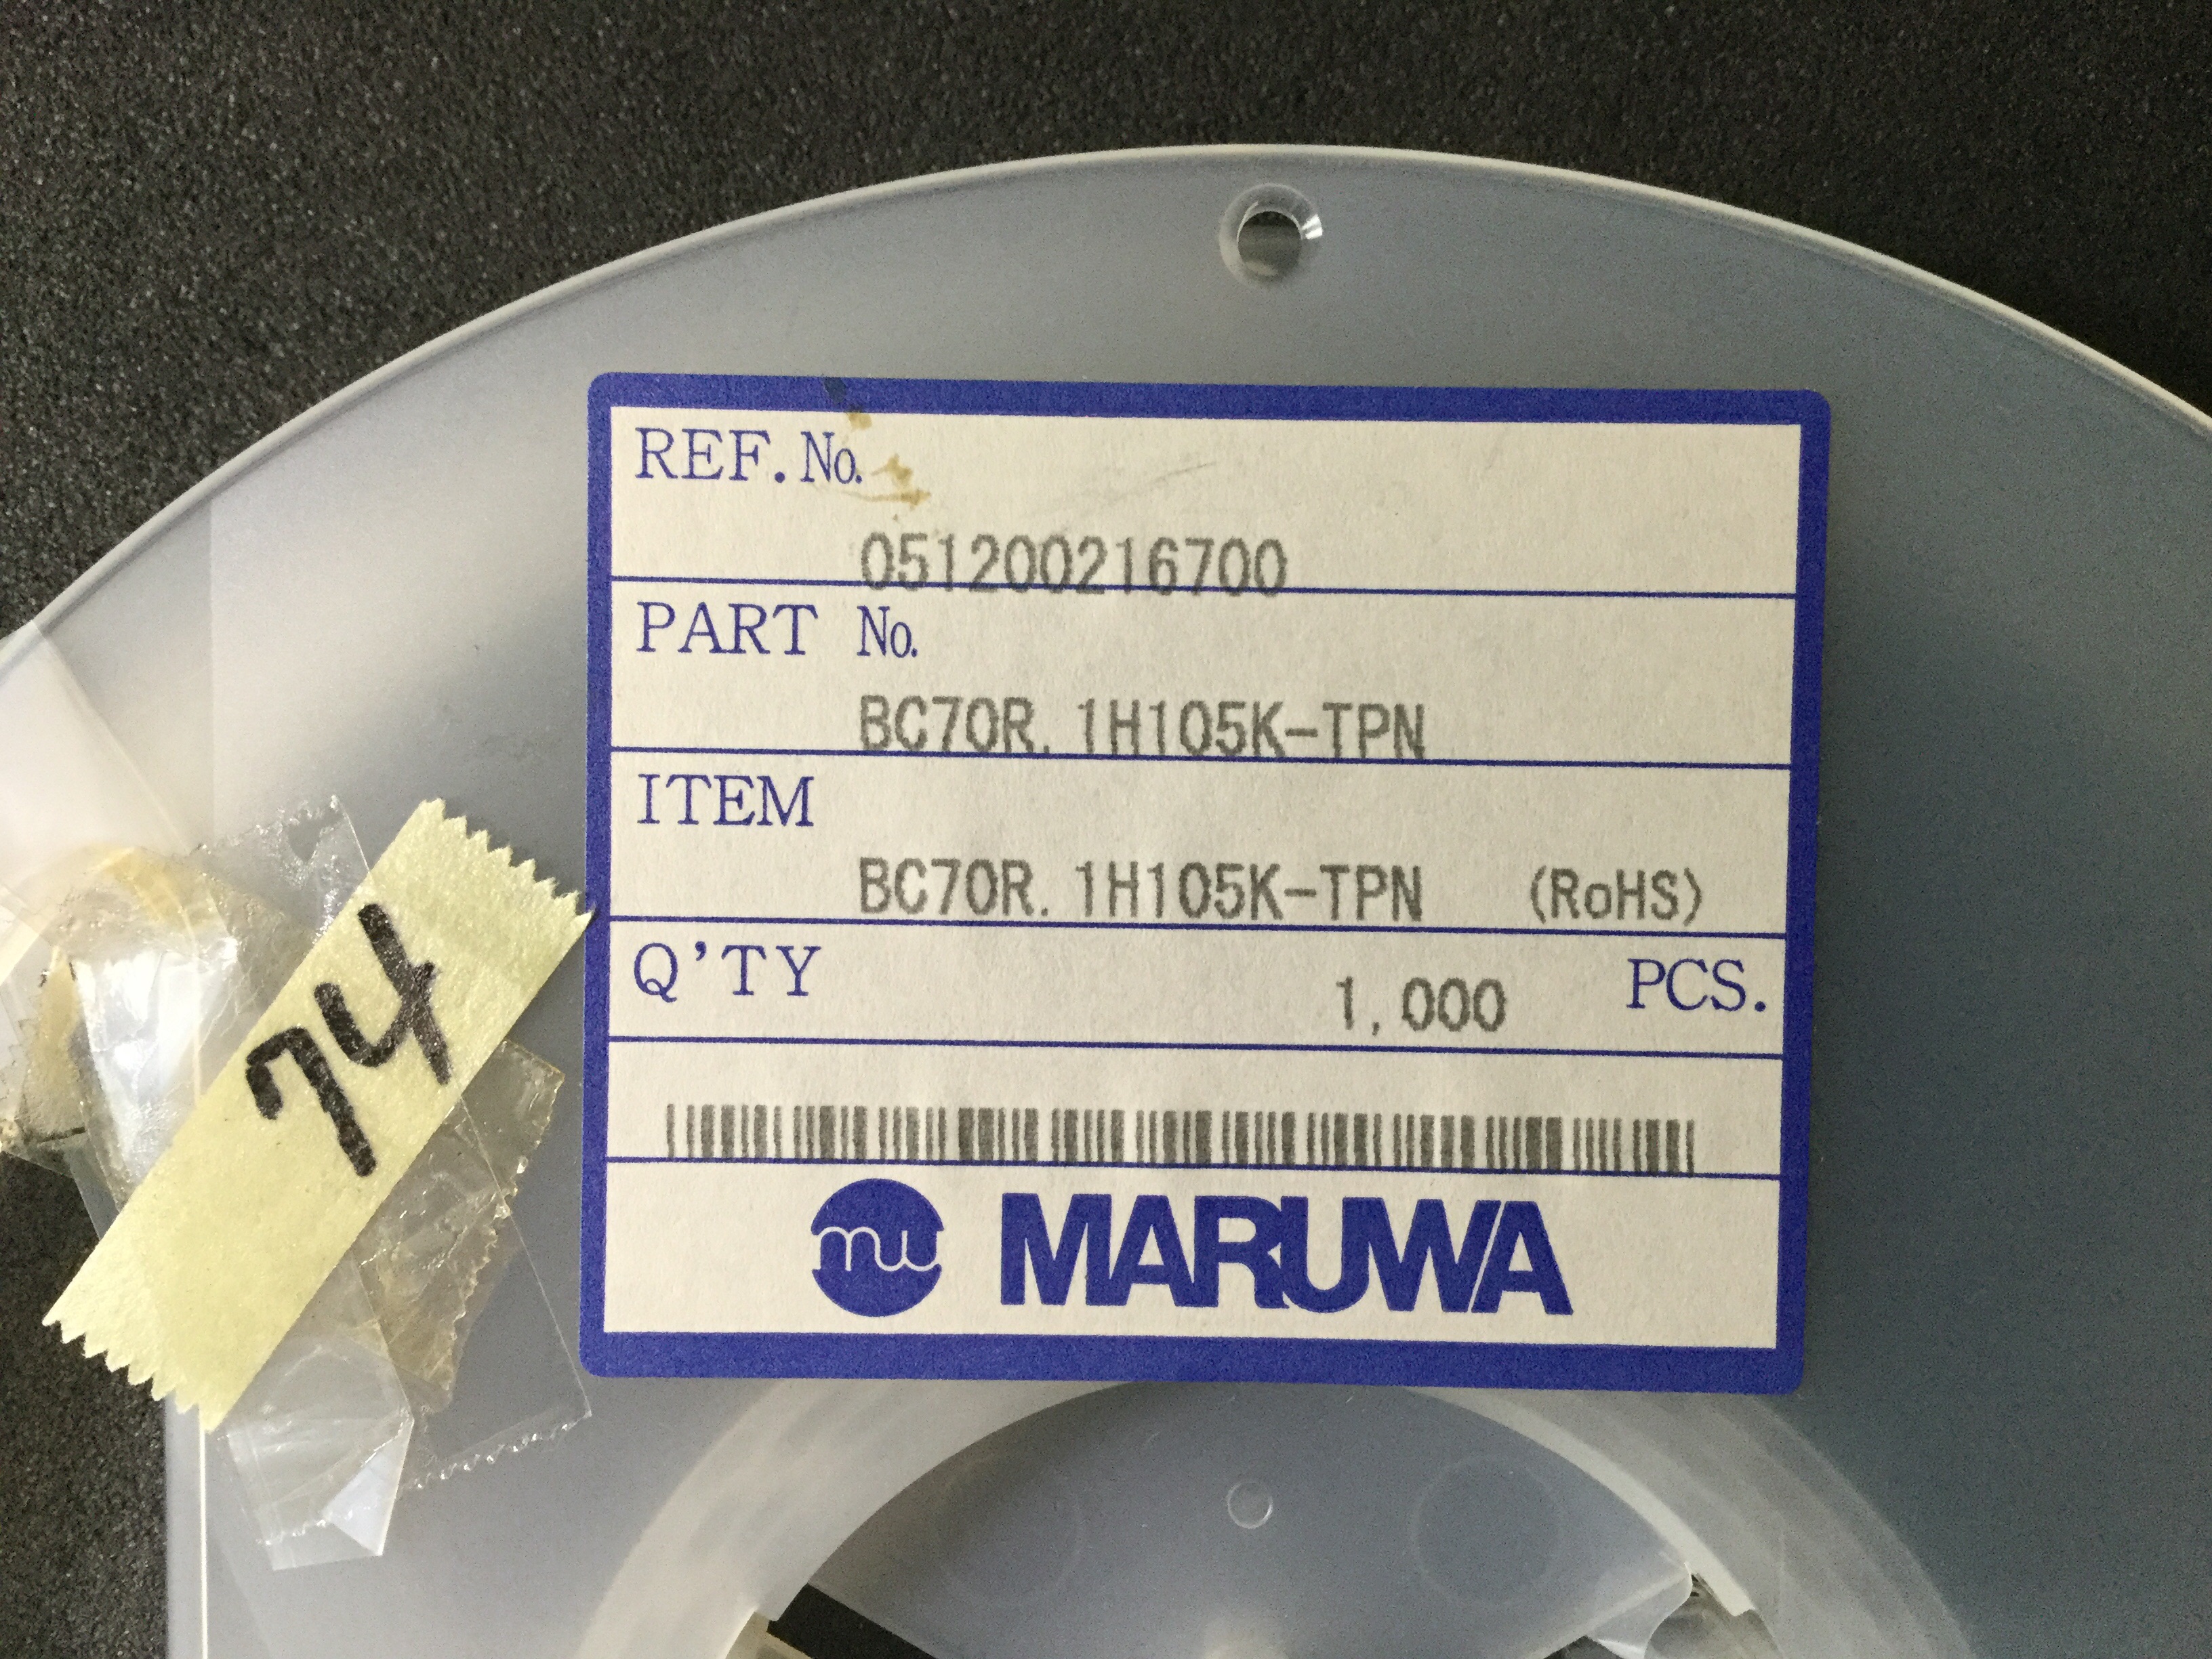 REF.No.
051200216700
PART No.
BC70R.1H105K-TPN
ITEM
BC70R.1H105K-TPN (RoHS)
Q'TY 1,000 PCS.
74
mw MARUWA